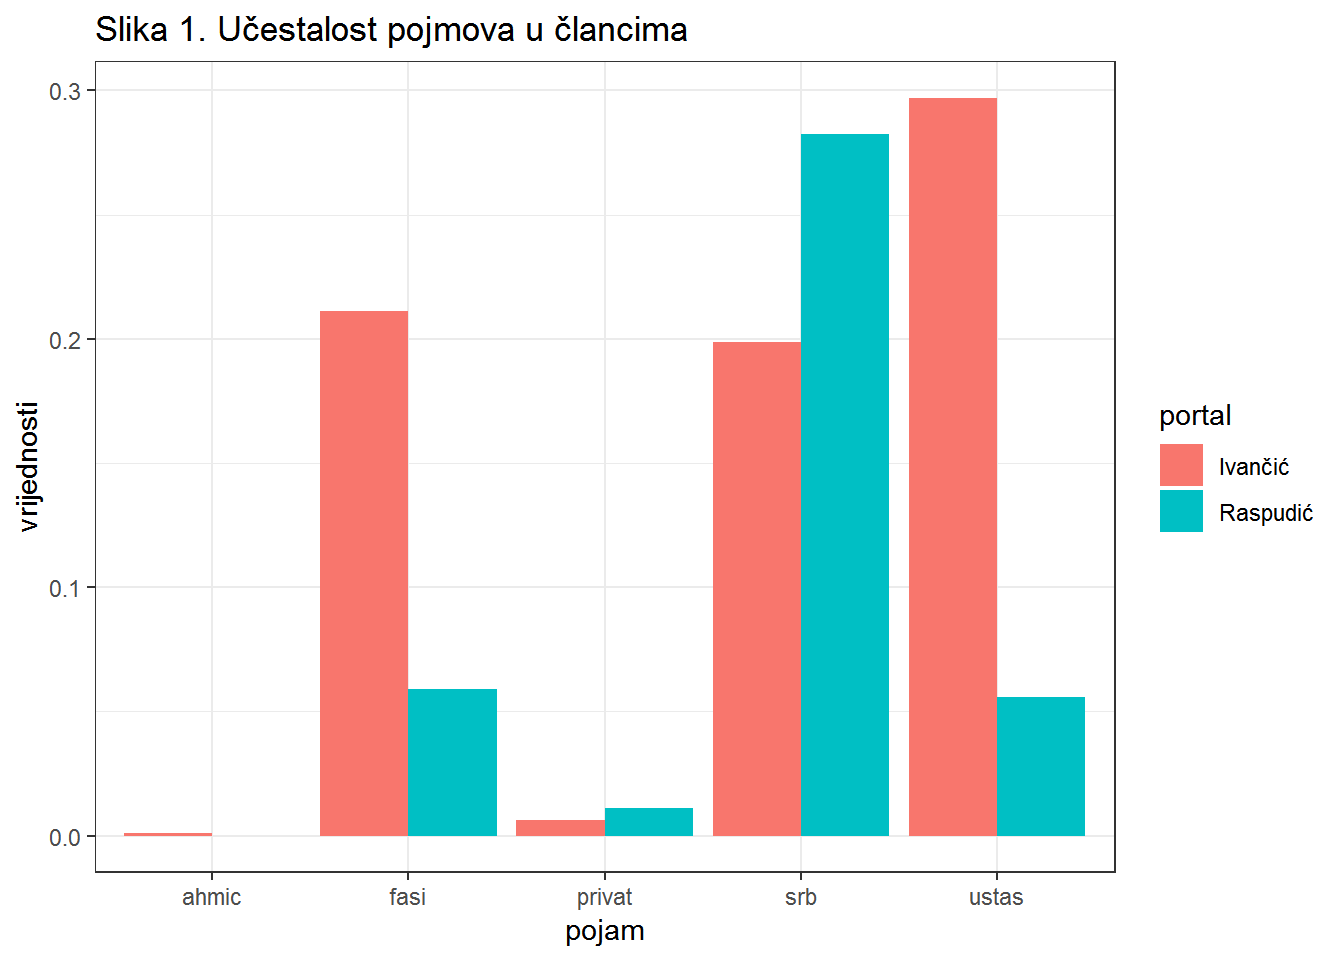 Slika 1. Učestalost pojmova u člancima
vrijednosti
0.3
0.2
0.1
0.0
ahmic
fasi
privat
srb
ustas
pojam
portal
Ivančić
Raspudić